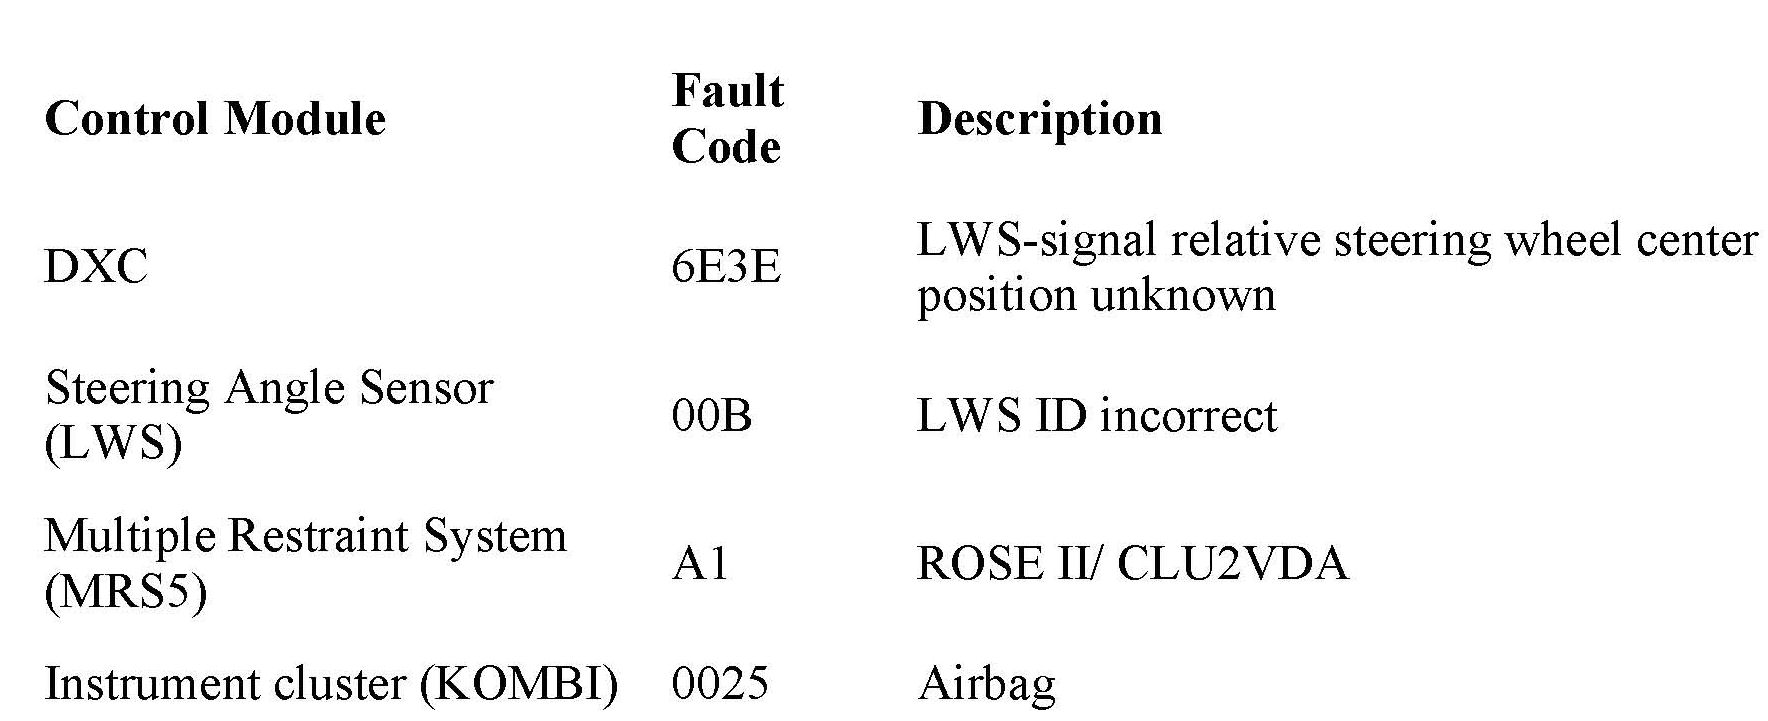 Control Module Fault Code Description
DXC 6E3E LWS-signal relative steering wheel center
position unknown
Steering Angle Sensor
(LWS) 00B LWS ID incorrect
Multiple Restraint System
(MRS5) A1 ROSE II/ CLU2VDA
Instrument cluster (KOMBI) 0025 Airbag